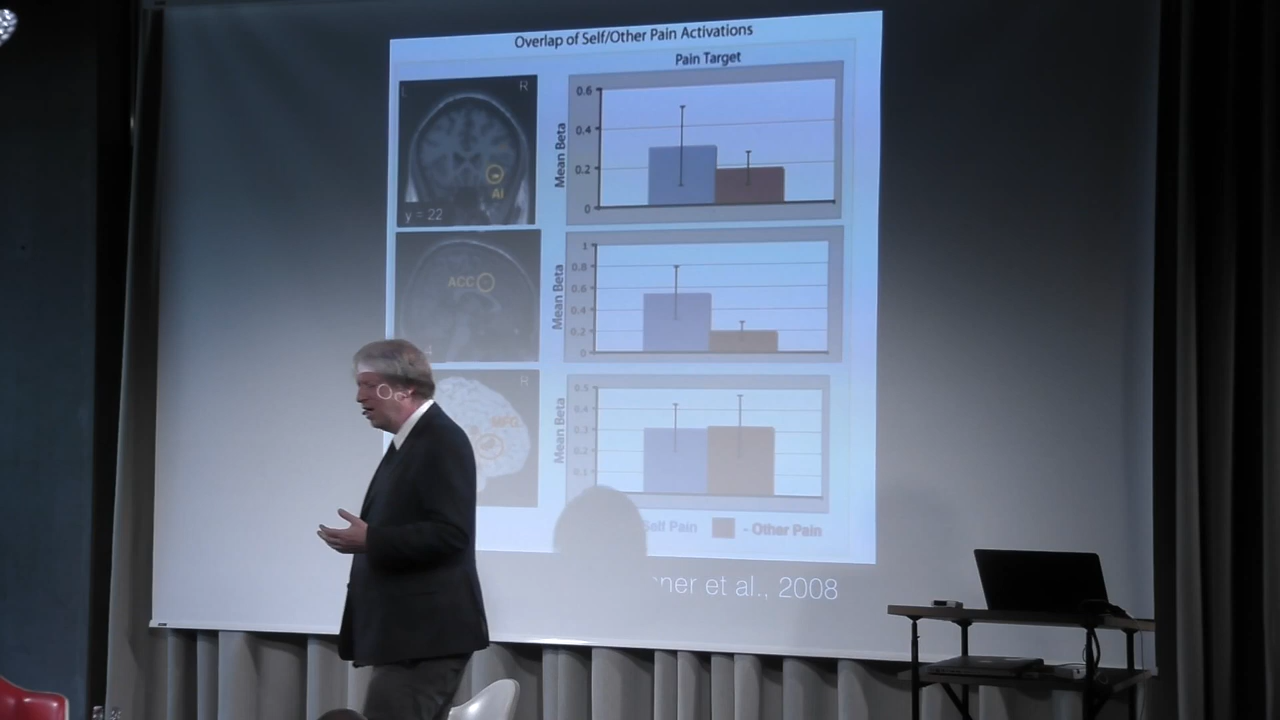 Overlap of Self/Other Pain Activations
Pain Target
L R
AI
y = 22
Mean Beta
0.6
0.4
0.2
0
ACC
Mean Beta
1
0.8
0.6
0.4
0.2
0
R
MFG
Mean Beta
0.5
0.4
0.3
0.2
0.1
Self Pain - Other Pain
et al., 2008